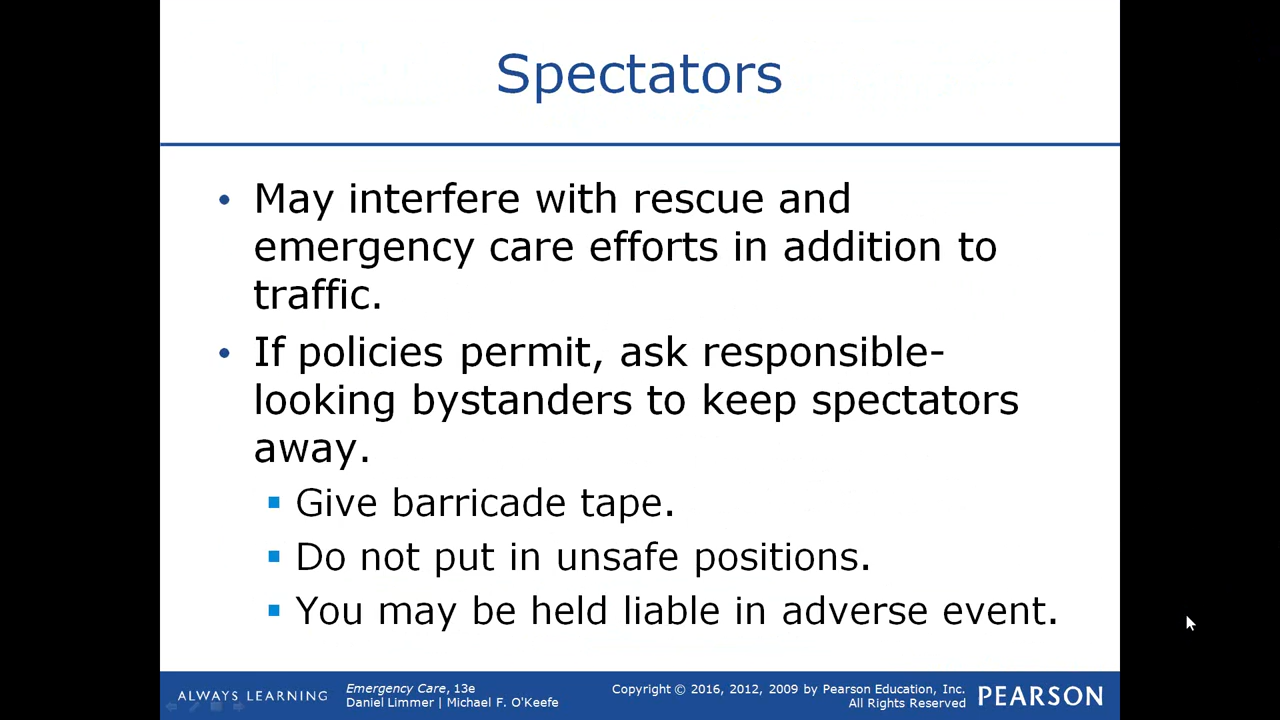 Spectators
• May interfere with rescue and
emergency care efforts in addition to
traffic.
• If policies permit, ask responsible-
looking bystanders to keep spectators
away.
▪ Give barricade tape.
▪ Do not put in unsafe positions.
▪ You may be held liable in adverse event.
ALWAYS LEARNING
Emergency Care, 13e
Daniel Limmer | Michael F. O'Keefe
Copyright © 2016, 2012, 2009 by Pearson Education, Inc.
All Rights Reserved
PEARSON